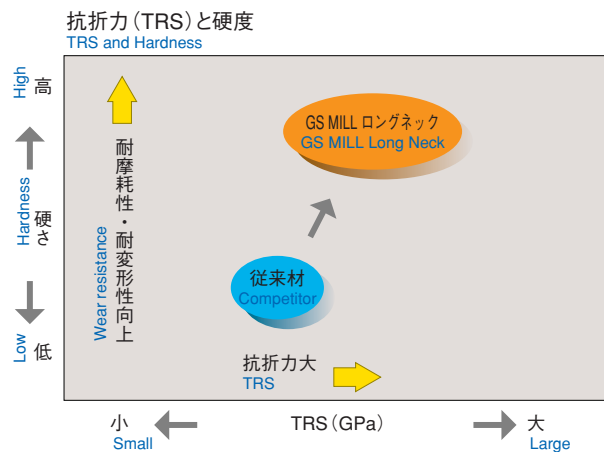 抗折力（TRS）と硬度
TRS and Hardness
High
高
Hardness
硬さ
Low
低
耐摩耗性・耐変形性向上
Wear resistance
GS MILL ロングネック
GS MILL Long Neck
従来材
Competitor
抗折力大
TRS
小
Small
TRS（GPa）
大
Large